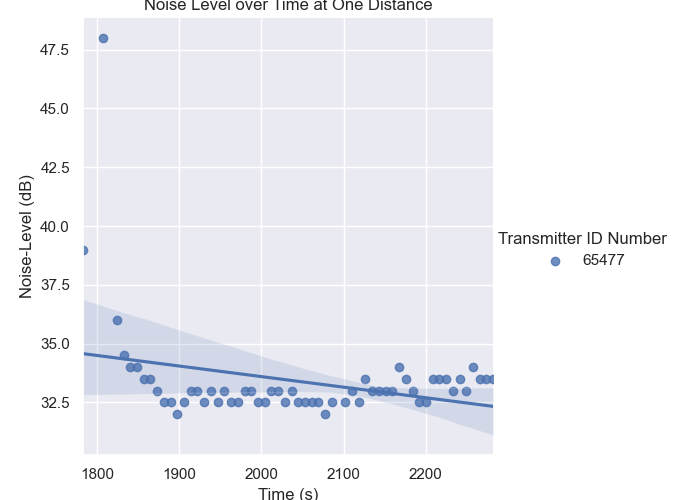 Noise Level over Time at One Distance
47.5
45.0
42.5
40.0
37.5
35.0
32.5
Noise-Level (dB)
1800 1900 2000 2100 2200
Time (s)
Transmitter ID Number
65477